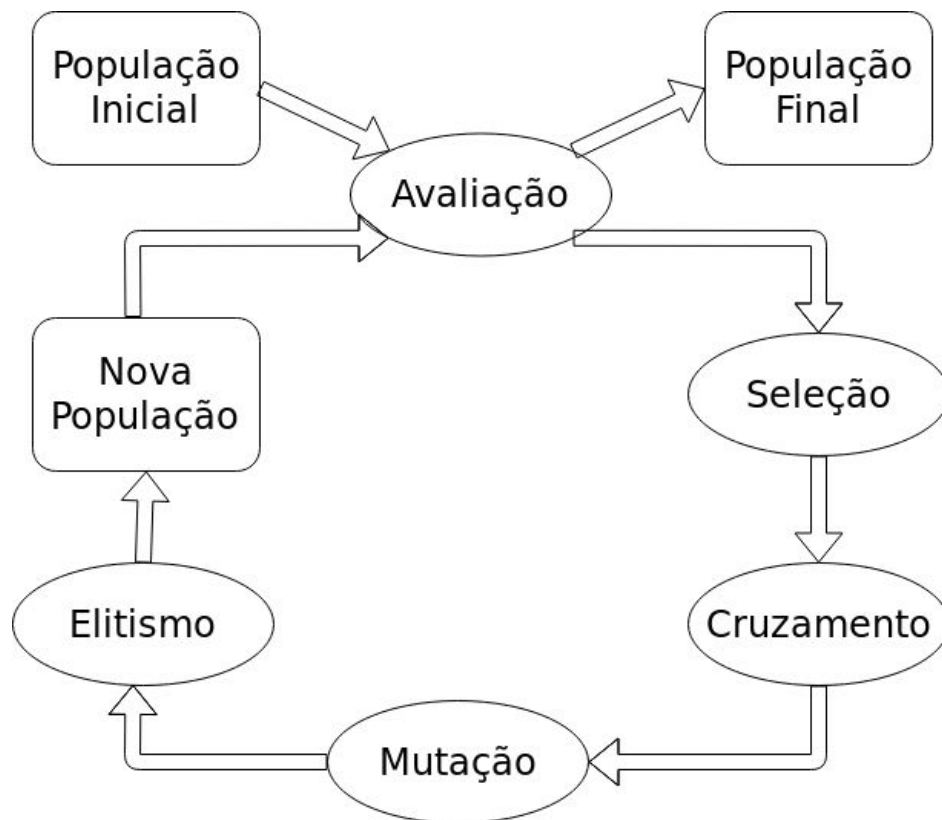 População
Inicial
População
Final
Avaliação
Nova
População
Seleção
Elitismo
Cruzamento
Mutação